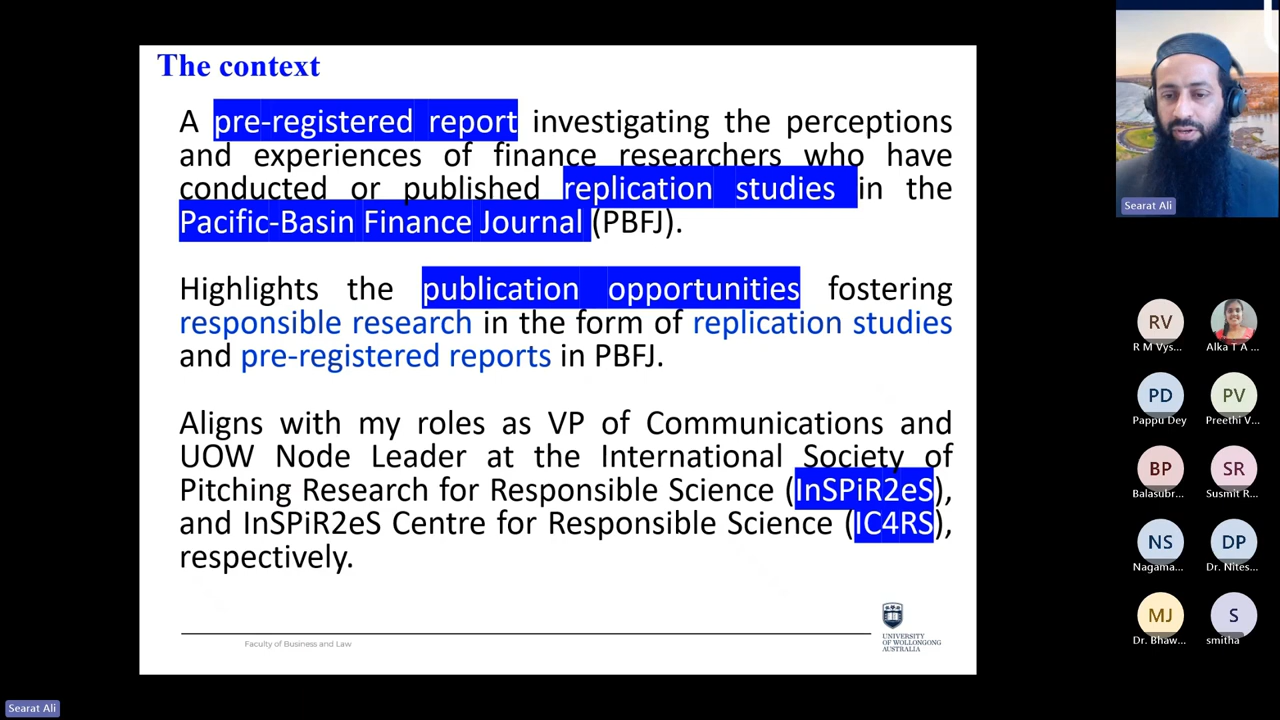 The context
A pre-registered report investigating the perceptions
and experiences of finance researchers who have
conducted or published replication studies in the
Pacific-Basin Finance Journal (PBFJ).
Highlights the publication opportunities fostering
responsible research in the form of replication studies
and pre-registered reports in PBFJ.
Aligns with my roles as VP of Communications and
UOW Node Leader at the International Society of
Pitching Research for Responsible Science (InSPiR2eS),
and InSPiR2eS Centre for Responsible Science (IC4RS),
respectively.
Faculty of Business and Law
UNIVERSITY
OF WOLLONGONG
AUSTRALIA
Searat Ali
RV
R M Vys...
Alka T A ...
PD
Pappu Dey
PV
Preethi V...
BP
Balasubr...
SR
Susmit R...
NS
Nagama...
DP
Dr. Nites...
MJ
Dr. Bhaw...
S
smitha
Searat Ali